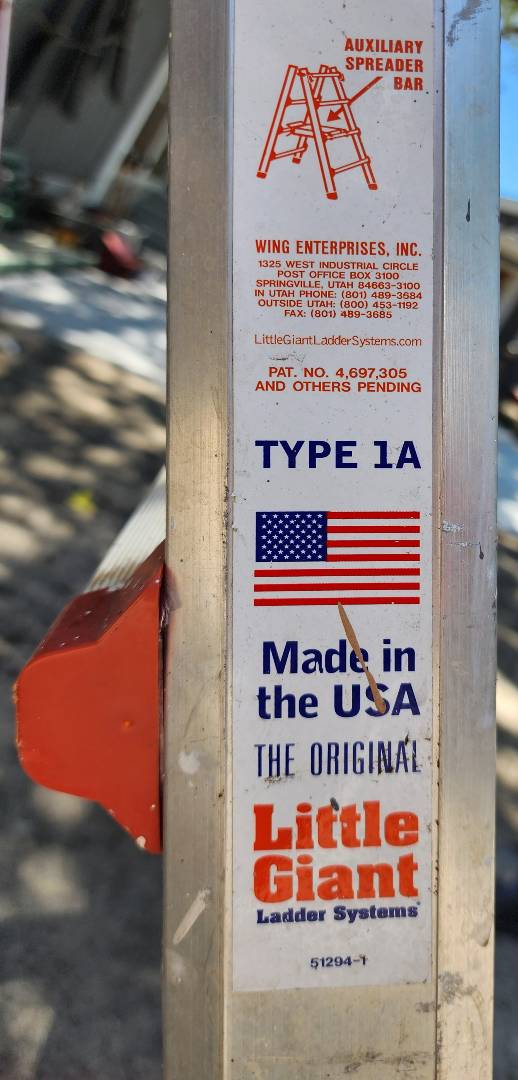 AUXILIARY
SPREADER
BAR
WING ENTERPRISES, INC.
1325 WEST INDUSTRIAL CIRCLE
POST OFFICE BOX 3100
SPRINGVILLE, UTAH 84663-3100
IN UTAH PHONE: (801) 489-3684
OUTSIDE UTAH: (800) 453-1192
FAX: (801) 489-3685
LittleGiantLadderSystems.com
PAT. NO. 4,697,305
AND OTHERS PENDING
TYPE 1A
Made in
the USA
THE ORIGINAL
Little
Giant
Ladder Systems
51294-1